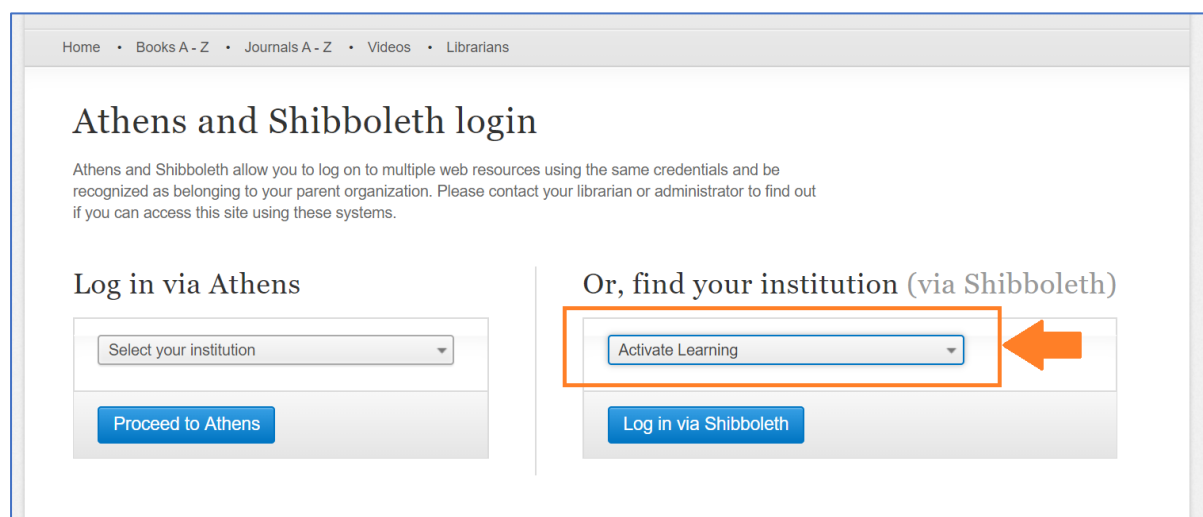 Home • Books A - Z • Journals A - Z • Videos • Librarians
Athens and Shibboleth login
Athens and Shibboleth allow you to log on to multiple web resources using the same credentials and be
recognized as belonging to your parent organization. Please contact your librarian or administrator to find out
if you can access this site using these systems.
Log in via Athens
Select your institution
Proceed to Athens
Or, find your institution (via Shibboleth)
Activate Learning
Log in via Shibboleth